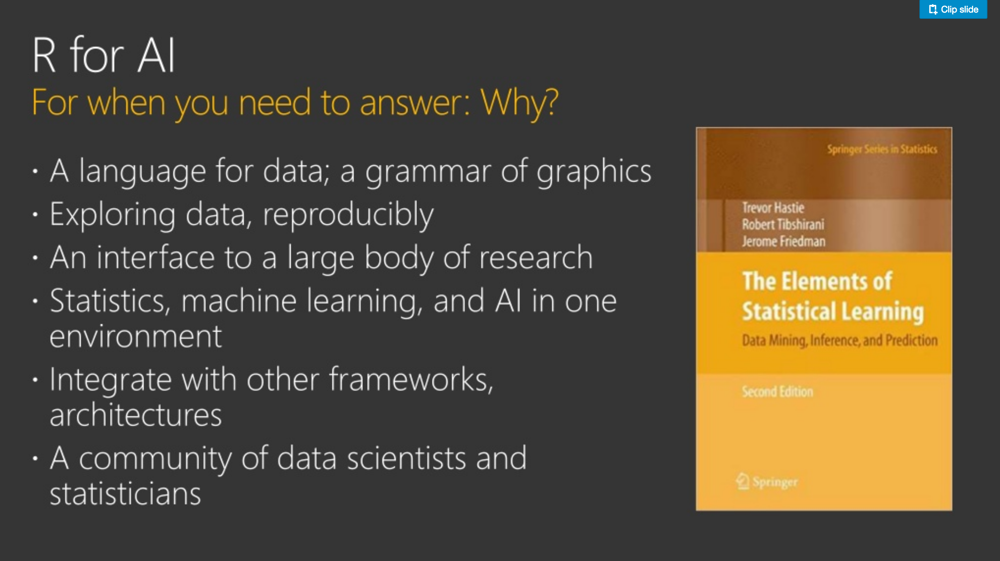 Clip slide
R for AI
For when you need to answer: Why?
• A language for data; a grammar of graphics
• Exploring data, reproducibly
• An interface to a large body of research
• Statistics, machine learning, and AI in one
environment
• Integrate with other frameworks,
architectures
• A community of data scientists and
statisticians
Springer Series in Statistics
Trevor Hastie
Robert Tibshirani
Jerome Friedman
The Elements of
Statistical Learning
Data Mining, Inference, and Prediction
Second Edition
Springer